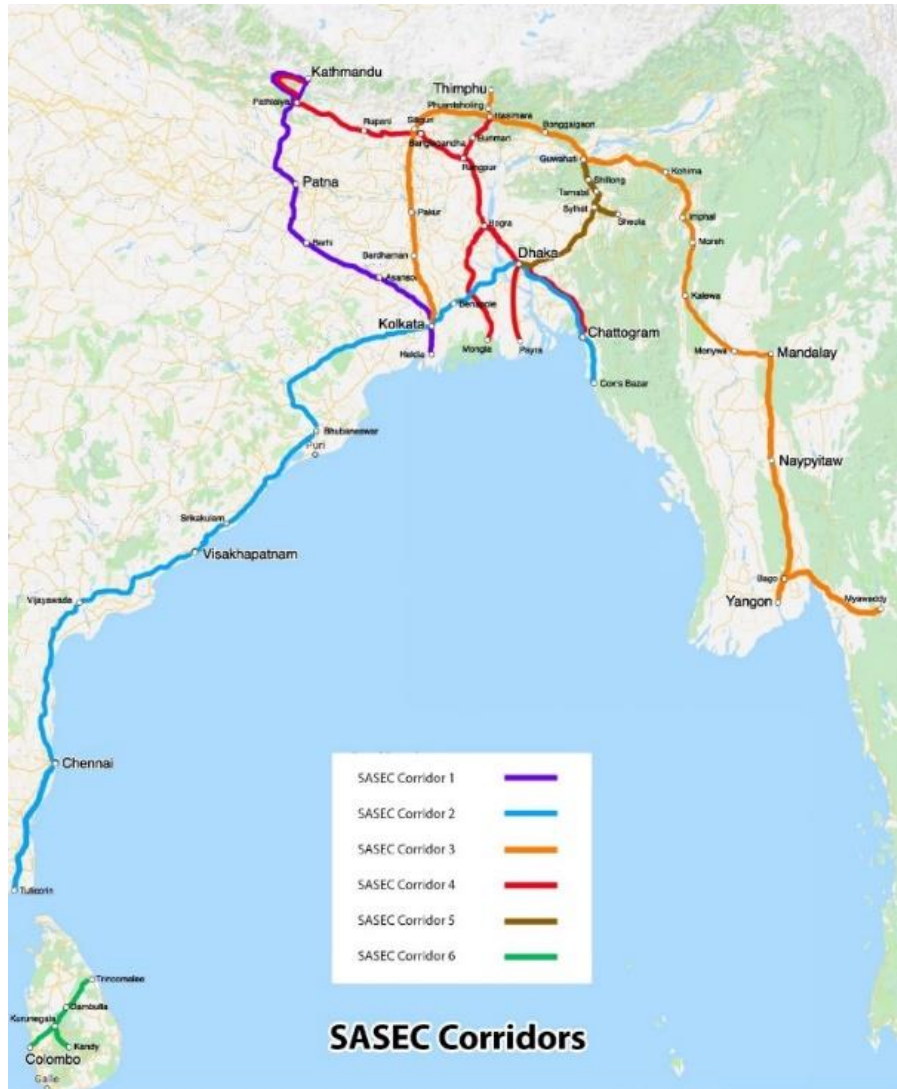 Kathmandu
Thimphu
Pathlaiya
Phuentsholing
Hasimara
Rupani
Siliguri
Bonggaigaon
Banglabandha
Burimari
Guwahati
Rangpur
Kohima
Shillong
Patna
Tamabil
Sylhet
Sheola
Pakur
Imphal
Bogra
Barhi
Morah
Bardhaman
Dhaka
Asansol
Kalewa
Benapole
Kolkata
Chattogram
Mongla
Payra
Haldia
Monywa
Mandalay
Cox's Bazar
Bhubaneswar
Puri
Naypyitaw
Srikakulam
Visakhapatnam
Bago
Vijayawada
Yangon
Myawaddy
Chennai
SASEC Corridor 1
SASEC Corridor 2
SASEC Corridor 3
SASEC Corridor 4
SASEC Corridor 5
SASEC Corridor 6
Tuticorin
Trincomalee
Dambulla
Kurunegala
Kandy
Colombo
Galle
SASEC Corridors